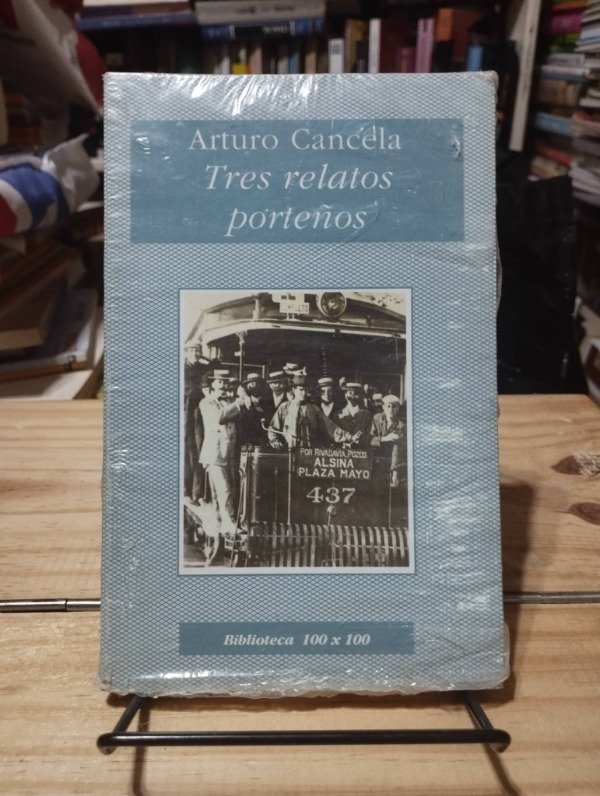 Arturo Cancela
Tres relatos
porteños
POR RIVADAVIA, POZOS
ALSINA
PLAZA MAYO
437
Biblioteca 100 x 100